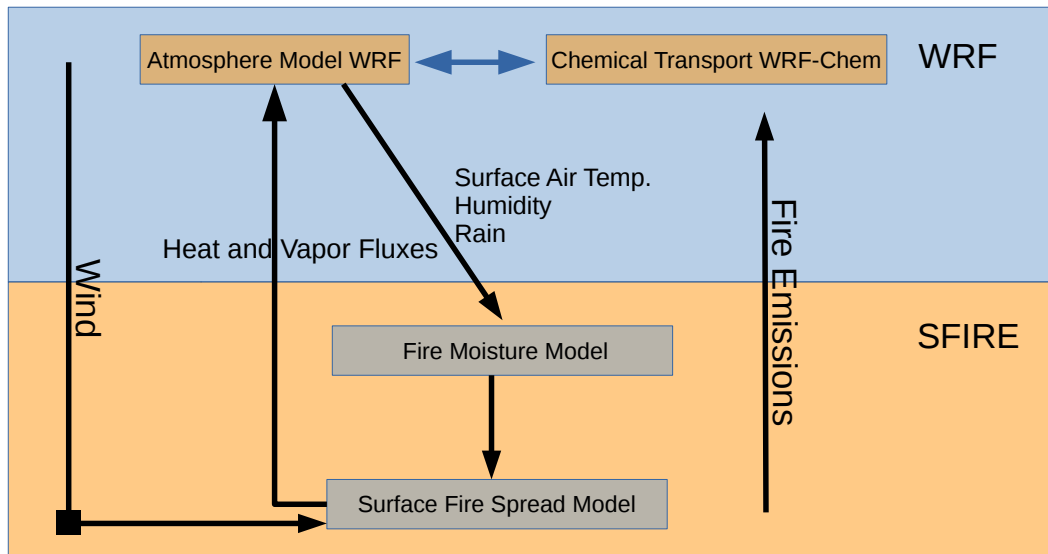 Atmosphere Model WRF
Chemical Transport WRF-Chem
WRF
Surface Air Temp.
Humidity
Rain
Heat and Vapor Fluxes
Wind
Fire Emissions
SFIRE
Fire Moisture Model
Surface Fire Spread Model